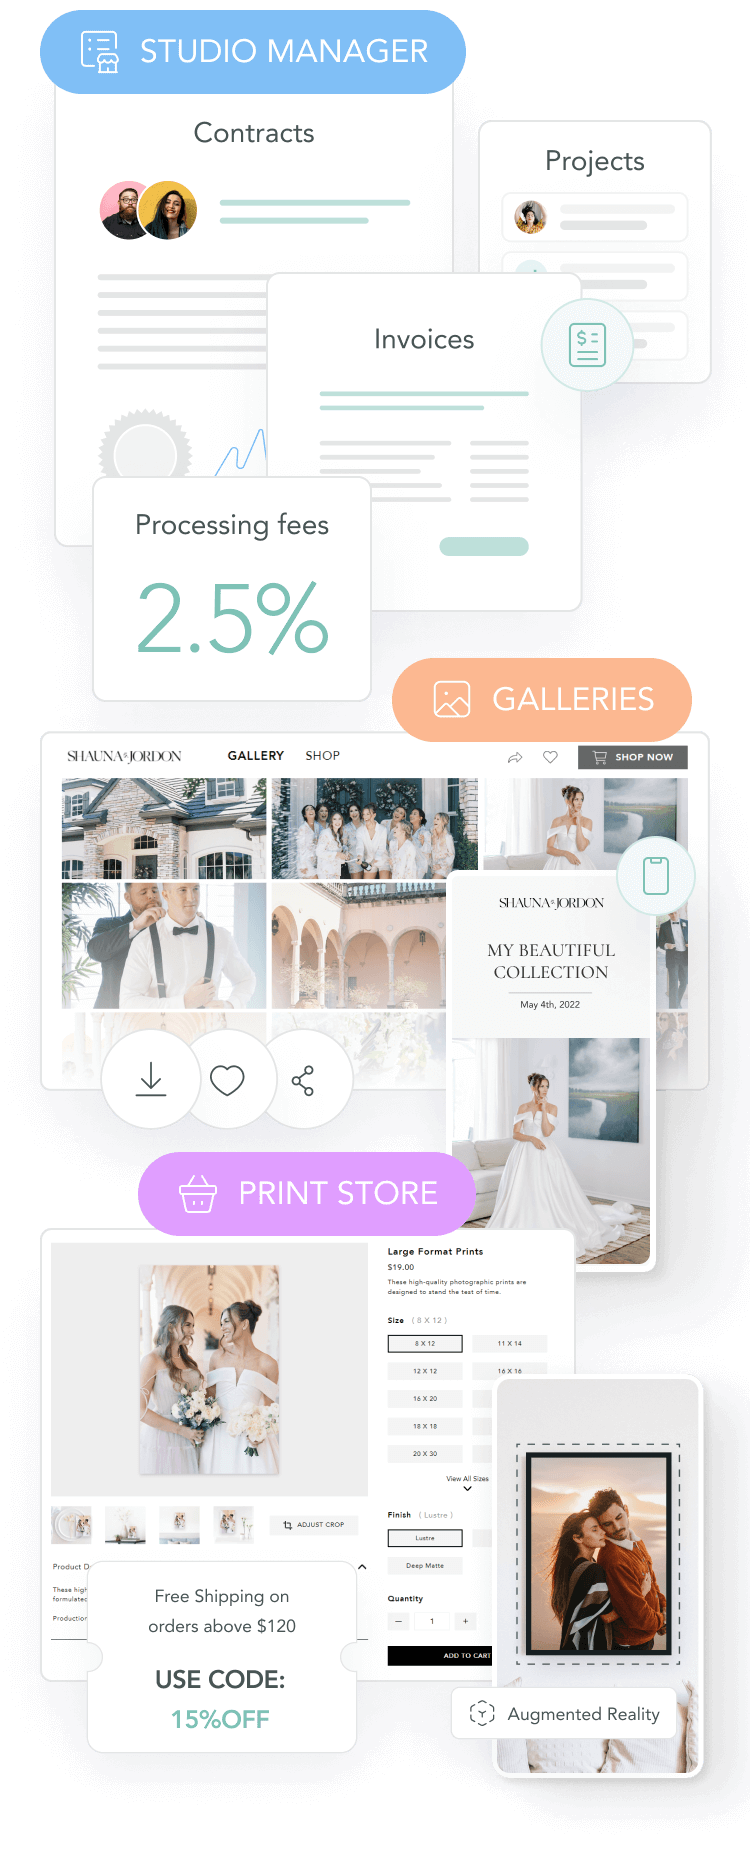 STUDIO MANAGER
Contracts
Projects
Invoices
Processing fees
2.5%
GALLERIES
SHAUNA & JORDON
GALLERY
SHOP
SHOP NOW
SHAUNA & JORDON
MY BEAUTIFUL
COLLECTION
May 4th, 2022
PRINT STORE
Large Format Prints
$19.00
These high-quality photographic prints are
designed to stand the test of time.
Size ( 8 X 12 )
8 X 12
11 X 14
12 X 12
16 X 16
16 X 20
18 X 18
20 X 30
View All Sizes
ADJUST CROP
Finish ( Lustre )
Lustre
Deep Matte
Product
These
formulated
Production
Quantity
– 1 +
ADD TO CART
Free Shipping on
orders above $120
USE CODE:
15%OFF
Augmented Reality